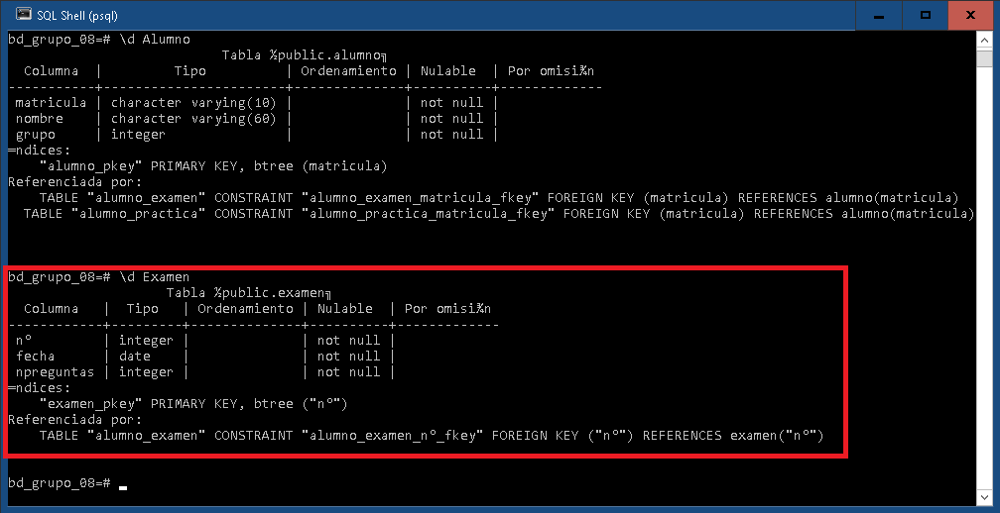 SQL Shell (psql)
bd_grupo_08=# \d Alumno
                           Tabla %public.alumno╗
  Columna  |         Tipo          | Ordenamiento | Nulable | Por omisi%n
-----------+-----------------------+--------------+---------+-------------
 matricula | character varying(10) |              | not null |
 nombre    | character varying(60) |              | not null |
 grupo     | integer               |              | not null |
=ndices:
    "alumno_pkey" PRIMARY KEY, btree (matricula)
Referenciada por:
    TABLE "alumno_examen" CONSTRAINT "alumno_examen_matricula_fkey" FOREIGN KEY (matricula) REFERENCES alumno(matricula)
  TABLE "alumno_practica" CONSTRAINT "alumno_practica_matricula_fkey" FOREIGN KEY (matricula) REFERENCES alumno(matricula)
bd_grupo_08=# \d Examen
                    Tabla %public.examen╗
  Columna   |  Tipo   | Ordenamiento | Nulable  | Por omisi%n
------------+---------+--------------+----------+-------------
 nº         | integer |              | not null |
 fecha      | date    |              | not null |
 npreguntas | integer |              | not null |
=ndices:
    "examen_pkey" PRIMARY KEY, btree ("nº")
Referenciada por:
    TABLE "alumno_examen" CONSTRAINT "alumno_examen_nº_fkey" FOREIGN KEY ("nº") REFERENCES examen("nº")
bd_grupo_08=#